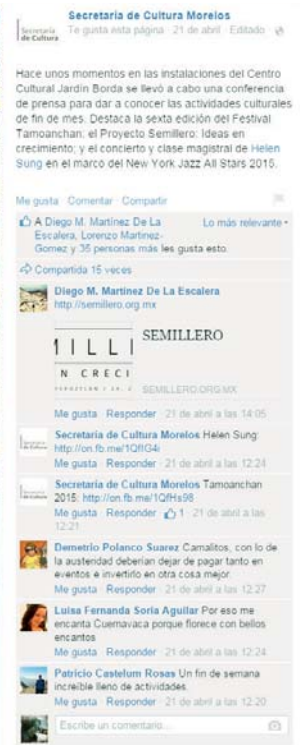 Secretaría de Cultura Morelos
Te gusta esta página · 21 de abril · Editado ·
Secretaría
de Cultura
Hace unos momentos en las instalaciones del Centro
Cultural Jardín Borda se llevó a cabo una conferencia
de prensa para dar a conocer las actividades culturales
de fin de mes. Destaca la sexta edición del Festival
Tamoanchan; el Proyecto Semillero: Ideas en
crecimiento; y el concierto y clase magistral de Helen
Sung en el marco del New York Jazz All Stars 2015.
Me gusta · Comentar · Compartir
A Diego M. Martínez De La
Escalera, Lorenzo Martinez-
Gomez y 35 personas más les gusta esto.
Lo más relevante
Compartida 15 veces
Diego M. Martínez De La Escalera
http://semillero.org.mx
MILL
N CRECI
SEMILLERO
SEMILLERO.ORG.MX
Me gusta · Responder · 21 de abril a las 14:05
Secretaría de Cultura Morelos Helen Sung:
http://on.fb.me/1QflG4i
Me gusta · Responder · 21 de abril a las 12:24
Secretaría de Cultura Morelos Tamoanchan
2015: http://on.fb.me/1QfHs98
Me gusta · Responder · 1 · 21 de abril a las
12:21
Demetrio Polanco Suarez Camalitos, con lo de
la austeridad deberían dejar de pagar tanto en
eventos e invertirlo en otra cosa mejor.
Me gusta · Responder · 21 de abril a las 12:27
Luisa Fernanda Soria Aguilar Por eso me
encanta Cuernavaca porque florece con bellos
encantos
Me gusta · Responder · 21 de abril a las 12:24
Patricio Castelum Rosas Un fin de semana
increíble lleno de actividades.
Me gusta · Responder · 21 de abril a las 12:20
Escribe un comentario...